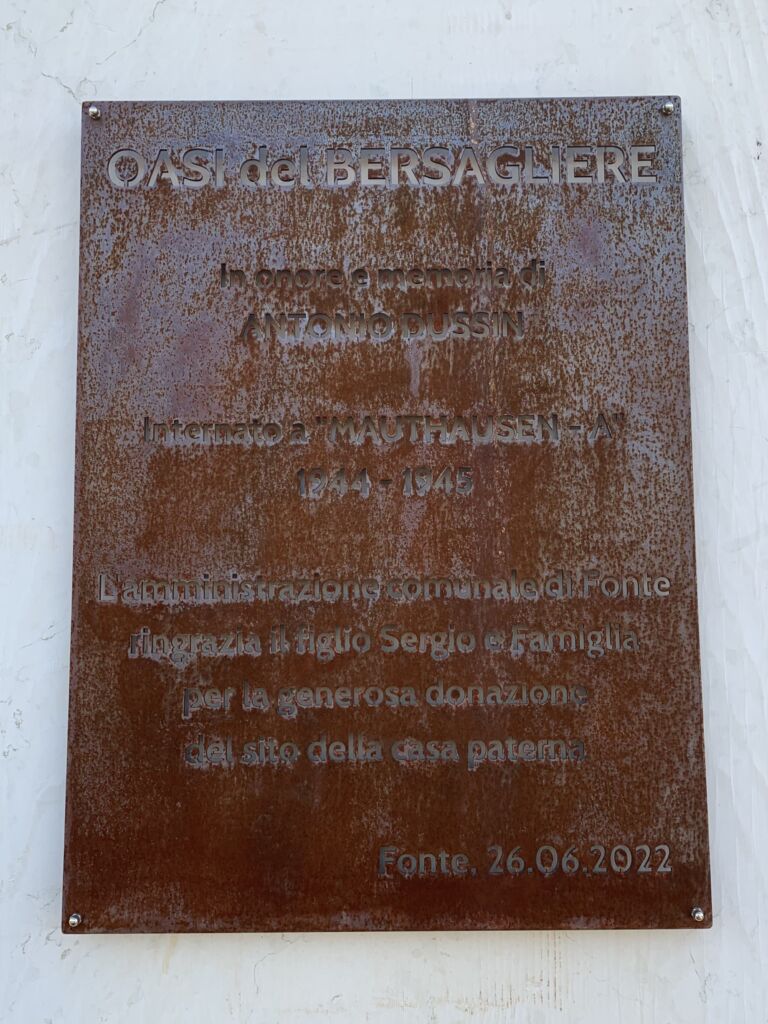 OASI del BERSAGLIERE
In onore e memoria di
ANTONIO DUSSIN
Internato a "MAUTHAUSEN - A"
1944 - 1945
L'amministrazione comunale di Fonte
ringrazia il figlio Sergio e Famiglia
per la generosa donazione
del sito della casa paterna
Fonte, 26.06.2022